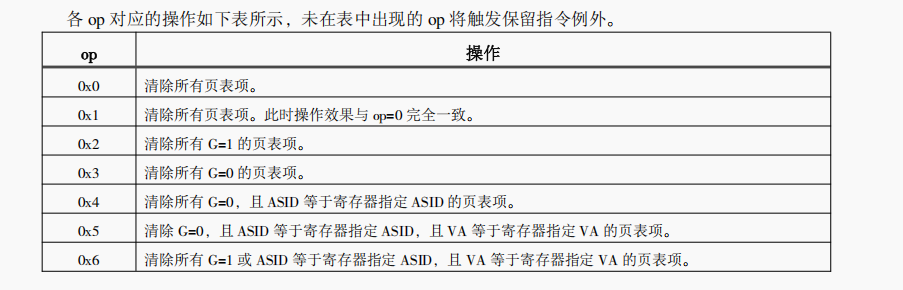 各 op 对应的操作如下表所示，未在表中出现的 op 将触发保留指令例外。
op 操作
0x0 清除所有页表项。
0x1 清除所有页表项。此时操作效果与 op=0 完全一致。
0x2 清除所有 G=1 的页表项。
0x3 清除所有 G=0 的页表项。
0x4 清除所有 G=0，且 ASID 等于寄存器指定 ASID 的页表项。
0x5 清除 G=0，且 ASID 等于寄存器指定 ASID，且 VA 等于寄存器指定 VA 的页表项。
0x6 清除所有 G=1 或 ASID 等于寄存器指定 ASID，且 VA 等于寄存器指定 VA 的页表项。